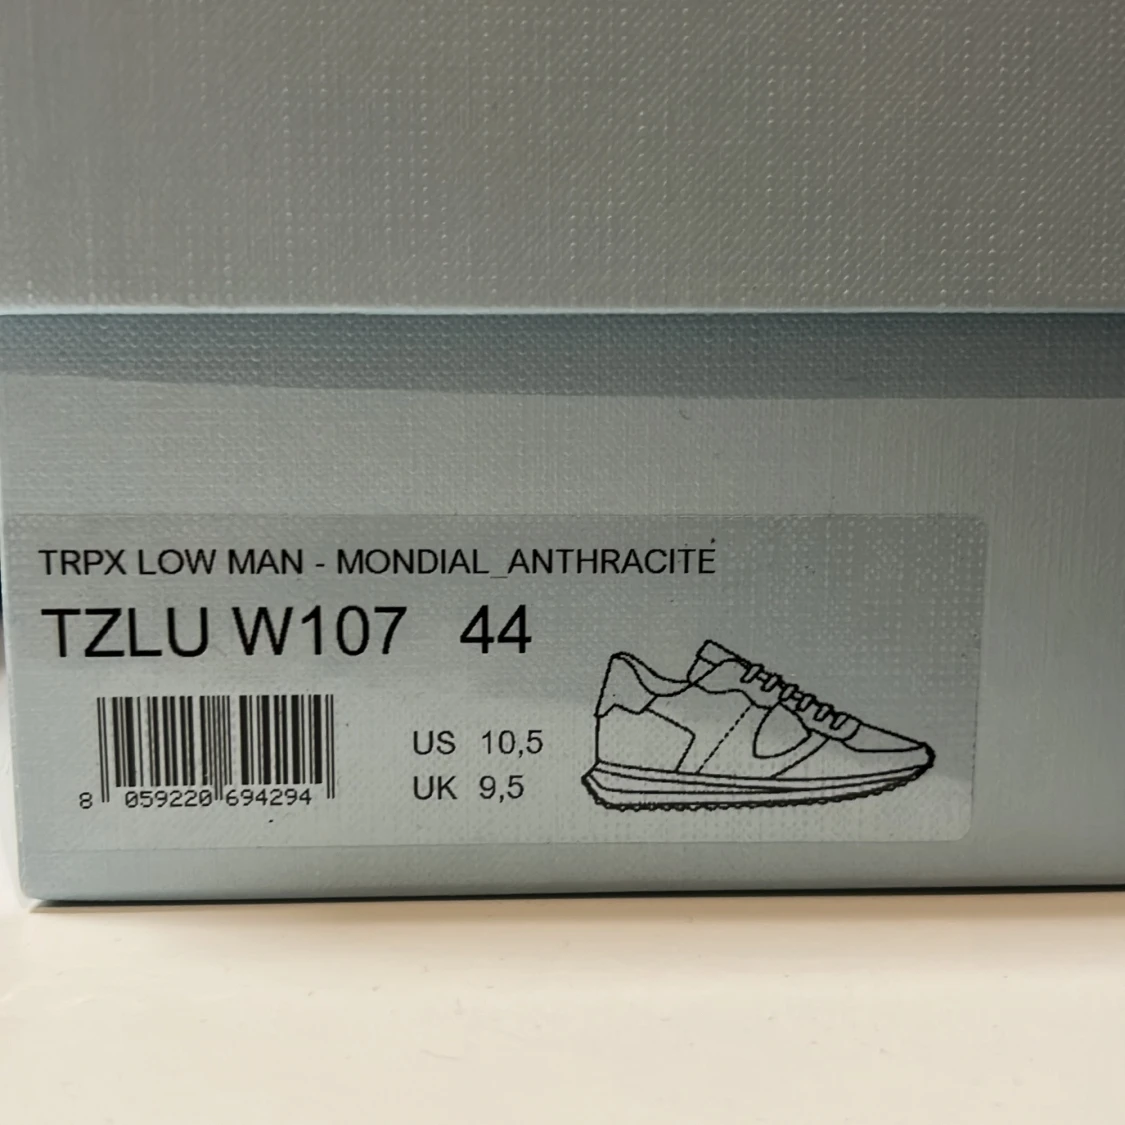 TRPX LOW MAN - MONDIAL_ANTHRACITE
TZLU W107 44
US 10,5
UK 9,5
8 059220 694294